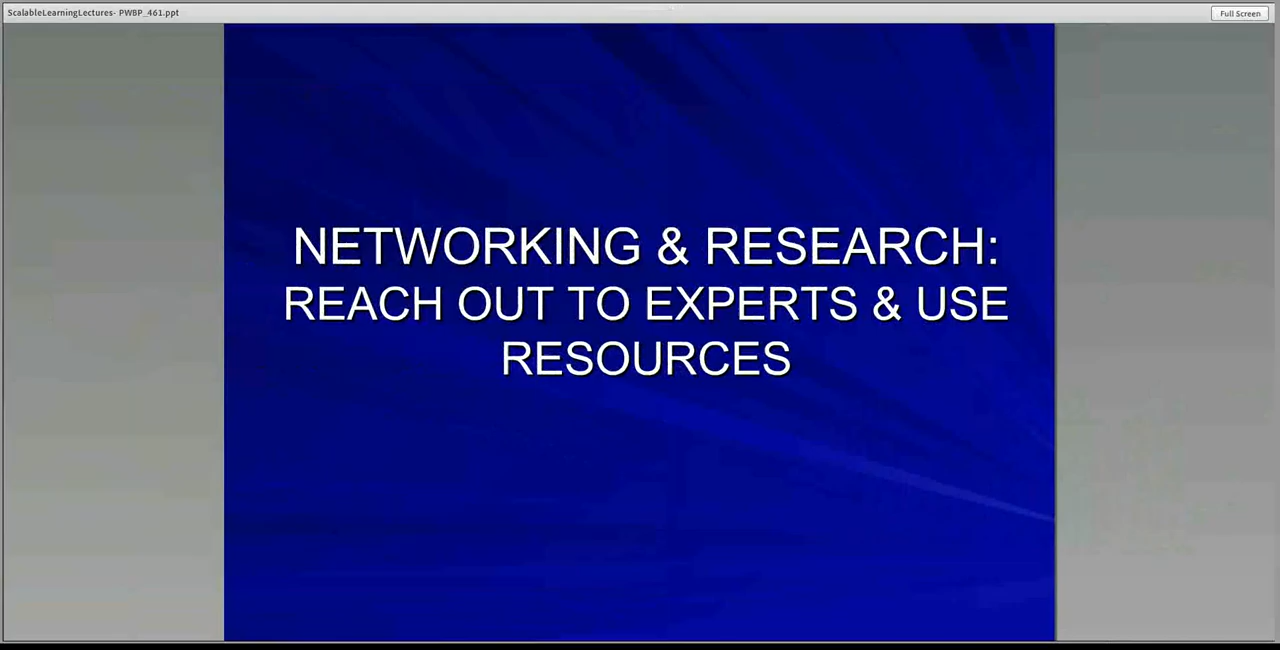 ScalableLearningLectures- PWBP_461.ppt
Full Screen
NETWORKING & RESEARCH:
REACH OUT TO EXPERTS & USE
RESOURCES